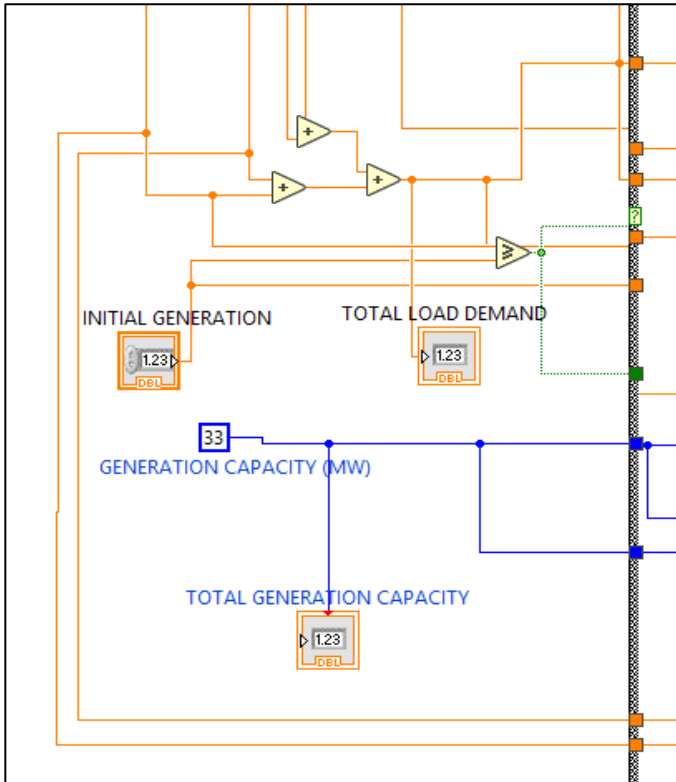 +
+
+
?
≥
INITIAL GENERATION
TOTAL LOAD DEMAND
1.23
DBL
1.23
DBL
33
GENERATION CAPACITY (MW)
TOTAL GENERATION CAPACITY
1.23
DBL